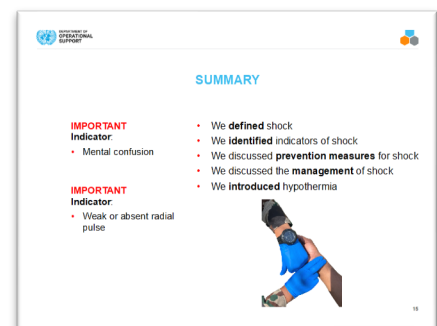 DEPARTMENT OF
OPERATIONAL
SUPPORT
SUMMARY
IMPORTANT
Indicator:
• Mental confusion
IMPORTANT
Indicator:
• Weak or absent radial
pulse
• We defined shock
• We identified indicators of shock
• We discussed prevention measures for shock
• We discussed the management of shock
• We introduced hypothermia
18